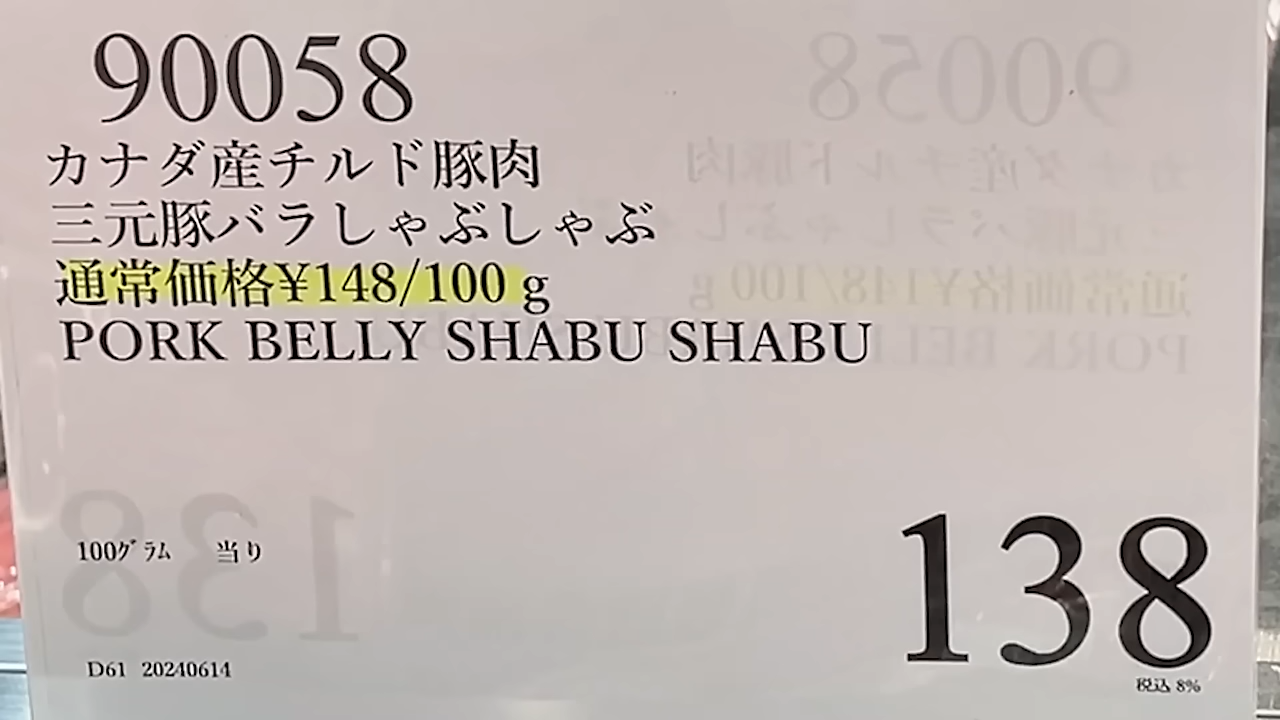 90058
カナダ産チルド豚肉
三元豚バラしゃぶしゃぶ
通常価格¥148/100 g
PORK BELLY SHABU SHABU
100ｸﾞﾗﾑ 当り
138
税込 8%
D61 20240614